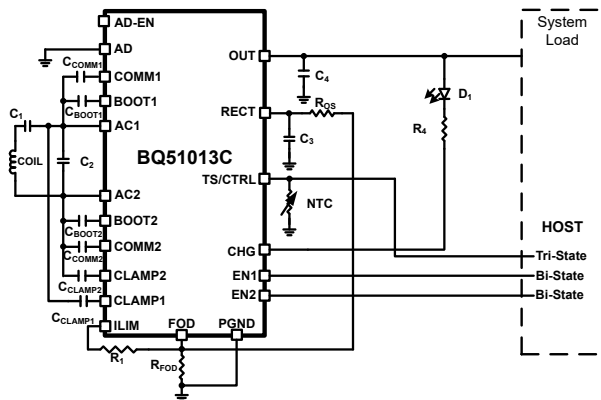 AD-EN
AD
COMM1
BOOT1
AC1
AC2
BOOT2
COMM2
CLAMP2
CLAMP1
ILIM
FOD
PGND
BQ51013C
OUT
RECT
TS/CTRL
CHG
EN1
EN2
CCOMM1
CBOOT1
C1
C2
COIL
CBOOT2
CCOMM2
CCLAMP2
CCLAMP1
R1
RFOD
C4
ROS
C3
NTC
D1
R4
System
Load
HOST
Tri-State
Bi-State
Bi-State